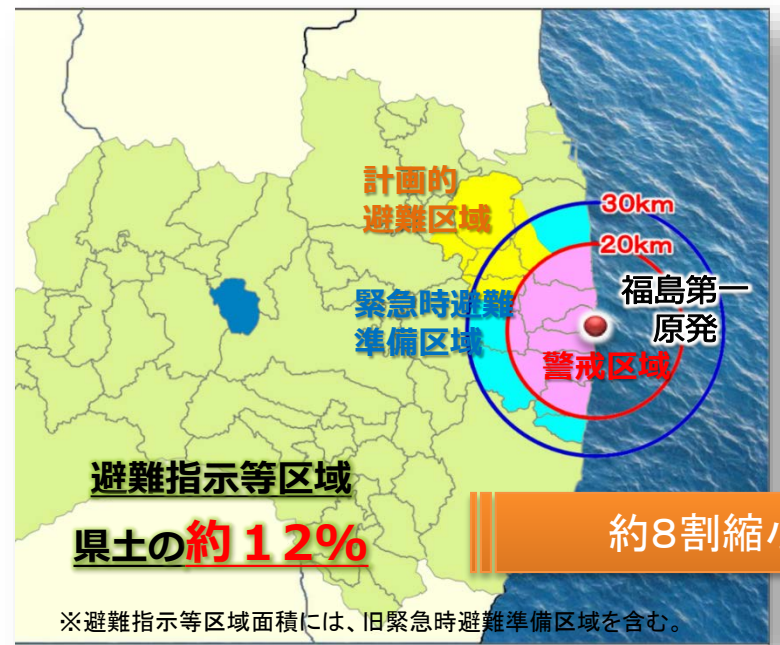 計画的
避難区域
30km
20km
福島第一
原発
緊急時避難
準備区域
警戒区域
避難指示等区域
県土の約12%
約8割縮
※避難指示等区域面積には、旧緊急時避難準備区域を含む。